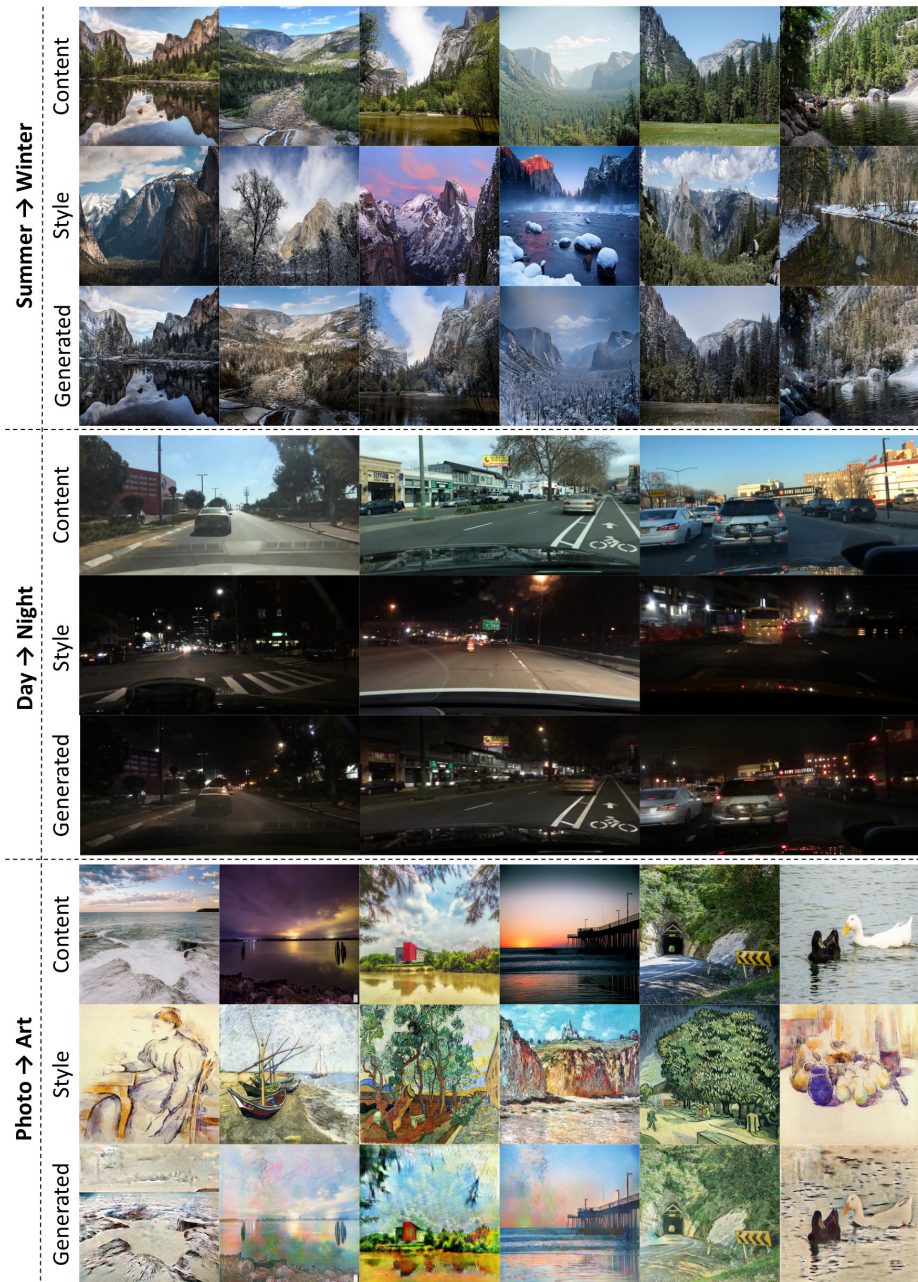 Summer → Winter
Content
Style
Generated
Day → Night
Content
Style
Generated
Photo → Art
Content
Style
Generated